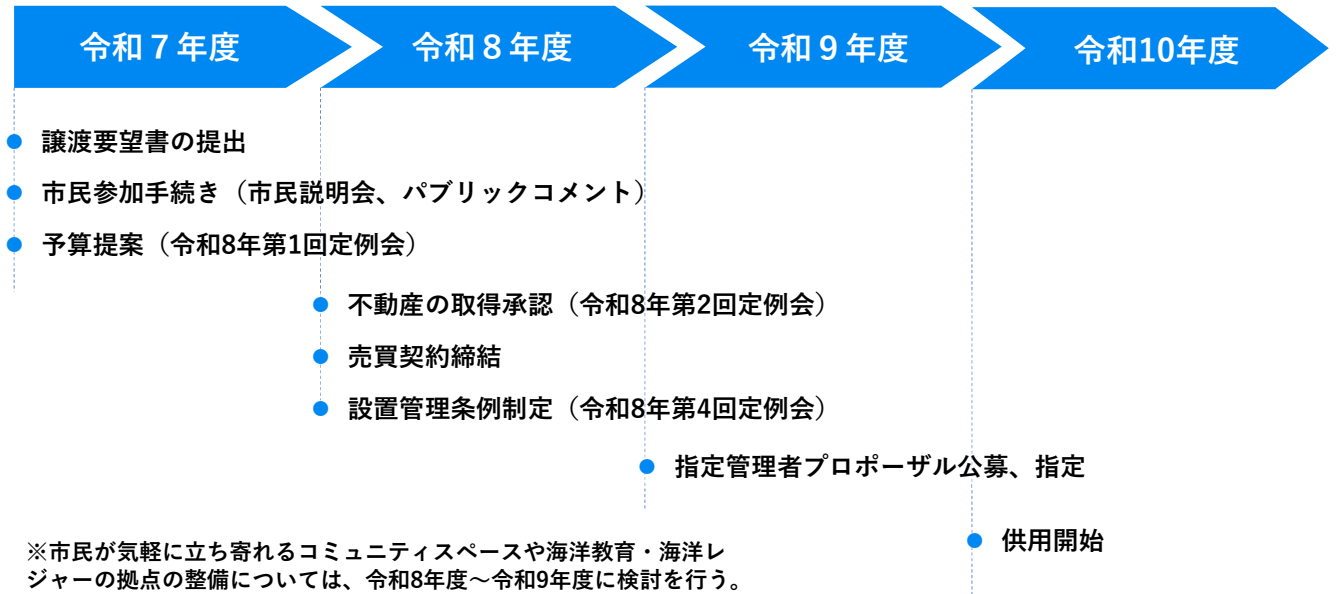 令和７年度
令和８年度
令和９年度
令和10年度
譲渡要望書の提出
市民参加手続き（市民説明会、パブリックコメント）
予算提案（令和8年第1回定例会）
不動産の取得承認（令和8年第2回定例会）
売買契約締結
設置管理条例制定（令和8年第4回定例会）
指定管理者プロポーザル公募、指定
供用開始
※市民が気軽に立ち寄れるコミュニティスペースや海洋教育・海洋レ
ジャーの拠点の整備については、令和8年度～令和9年度に検討を行う。